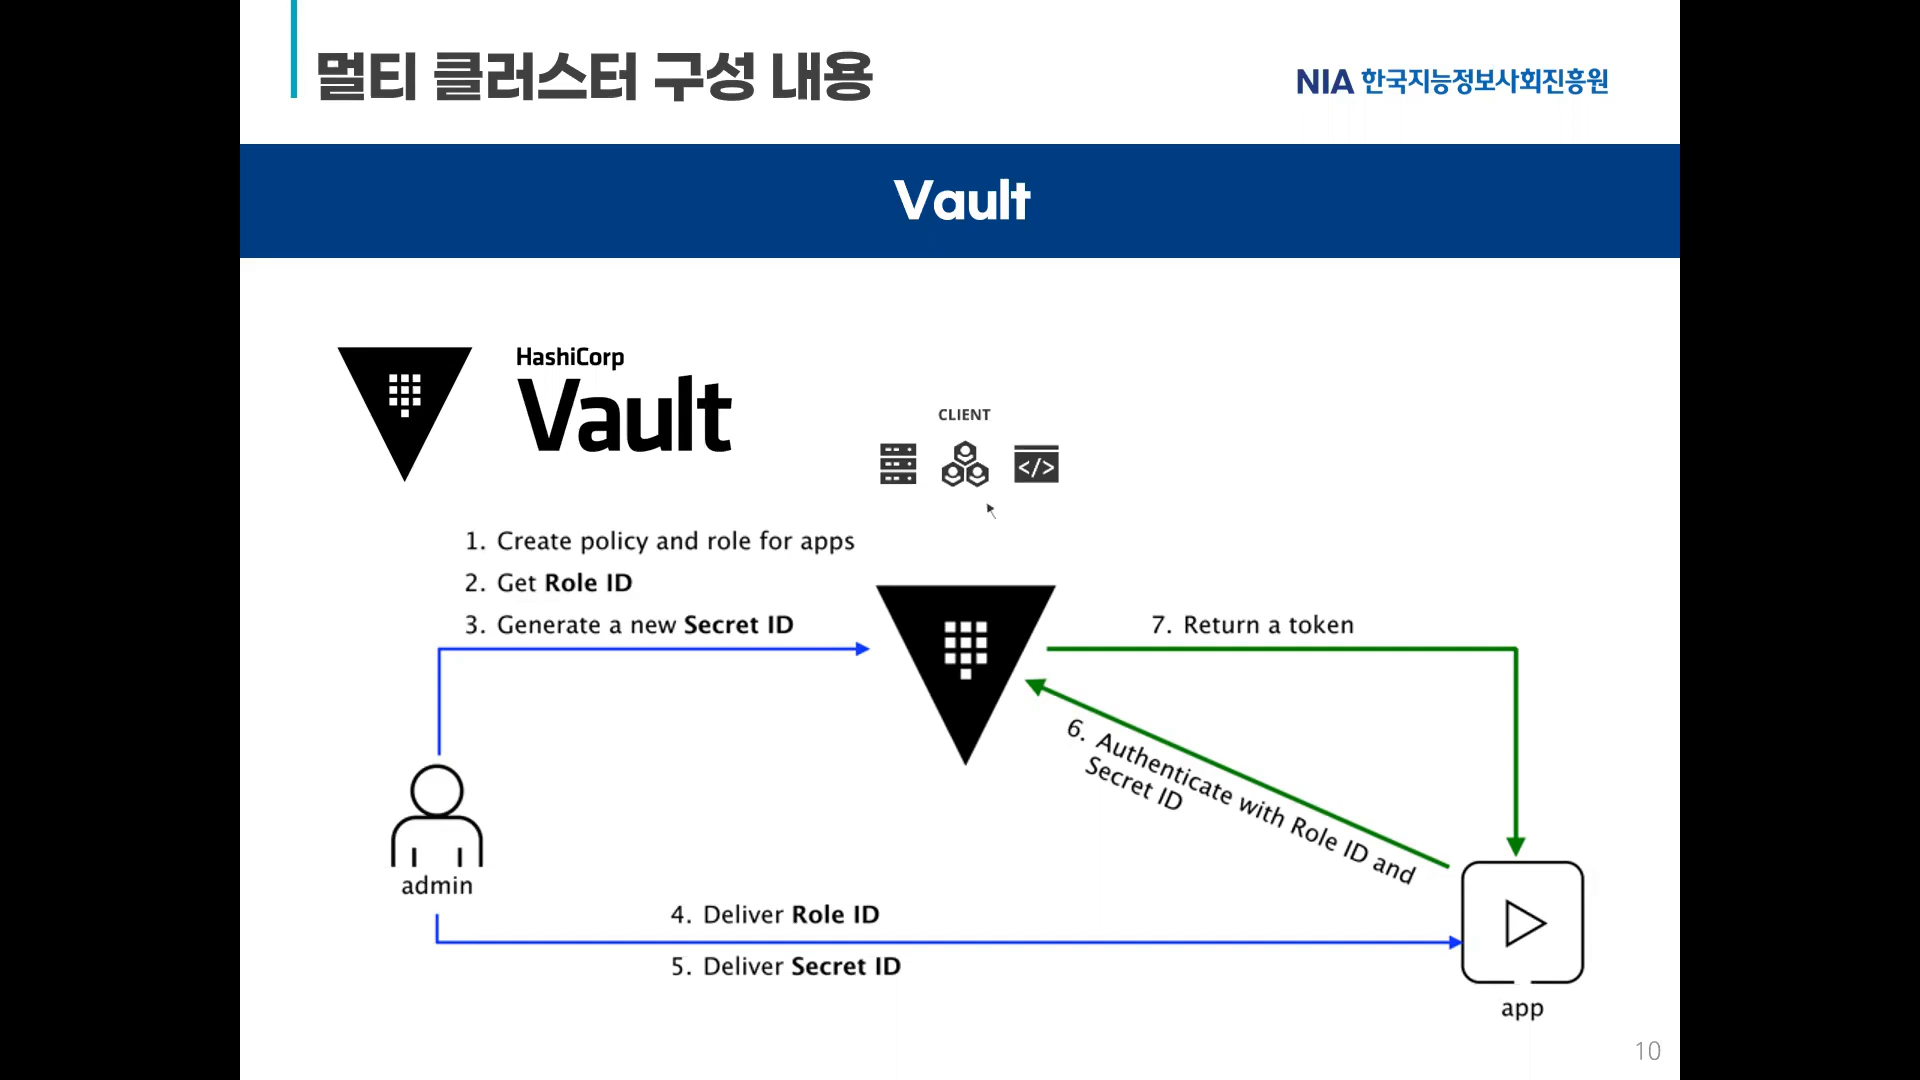 멀티 클러스터 구성 내용
NIA 한국지능정보사회진흥원
Vault
HashiCorp
Vault
CLIENT
</>
1. Create policy and role for apps
2. Get Role ID
3. Generate a new Secret ID
7. Return a token
6. Authenticate with Role ID and
Secret ID
admin
4. Deliver Role ID
5. Deliver Secret ID
app
10